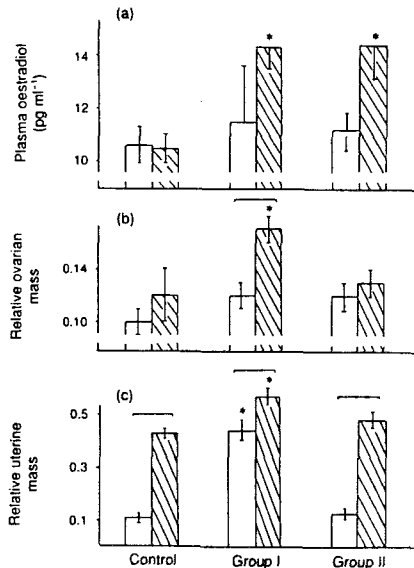 (a)
Plasma oestradiol
(pg ml⁻¹)
14
12
10
*
*
(b)
Relative ovarian
mass
0.14
0.10
*
(c)
Relative uterine
mass
0.5
0.3
0.1
*
*
Control
Group I
Group II